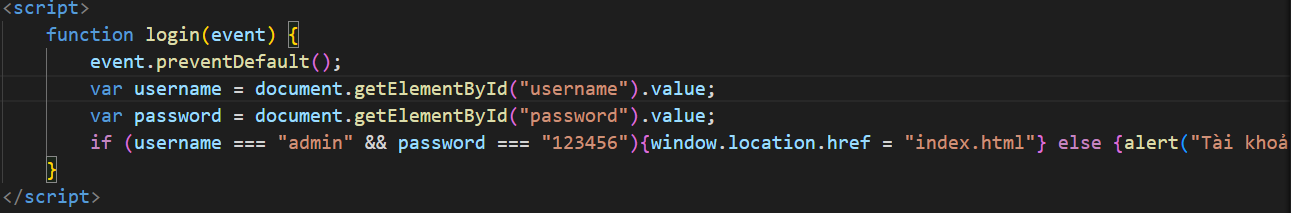 <script>
function login(event) {
event.preventDefault();
var username = document.getElementById("username").value;
var password = document.getElementById("password").value;
if (username === "admin" && password === "123456"){window.location.href = "index.html"} else {alert("Tài khoả
}
</script>